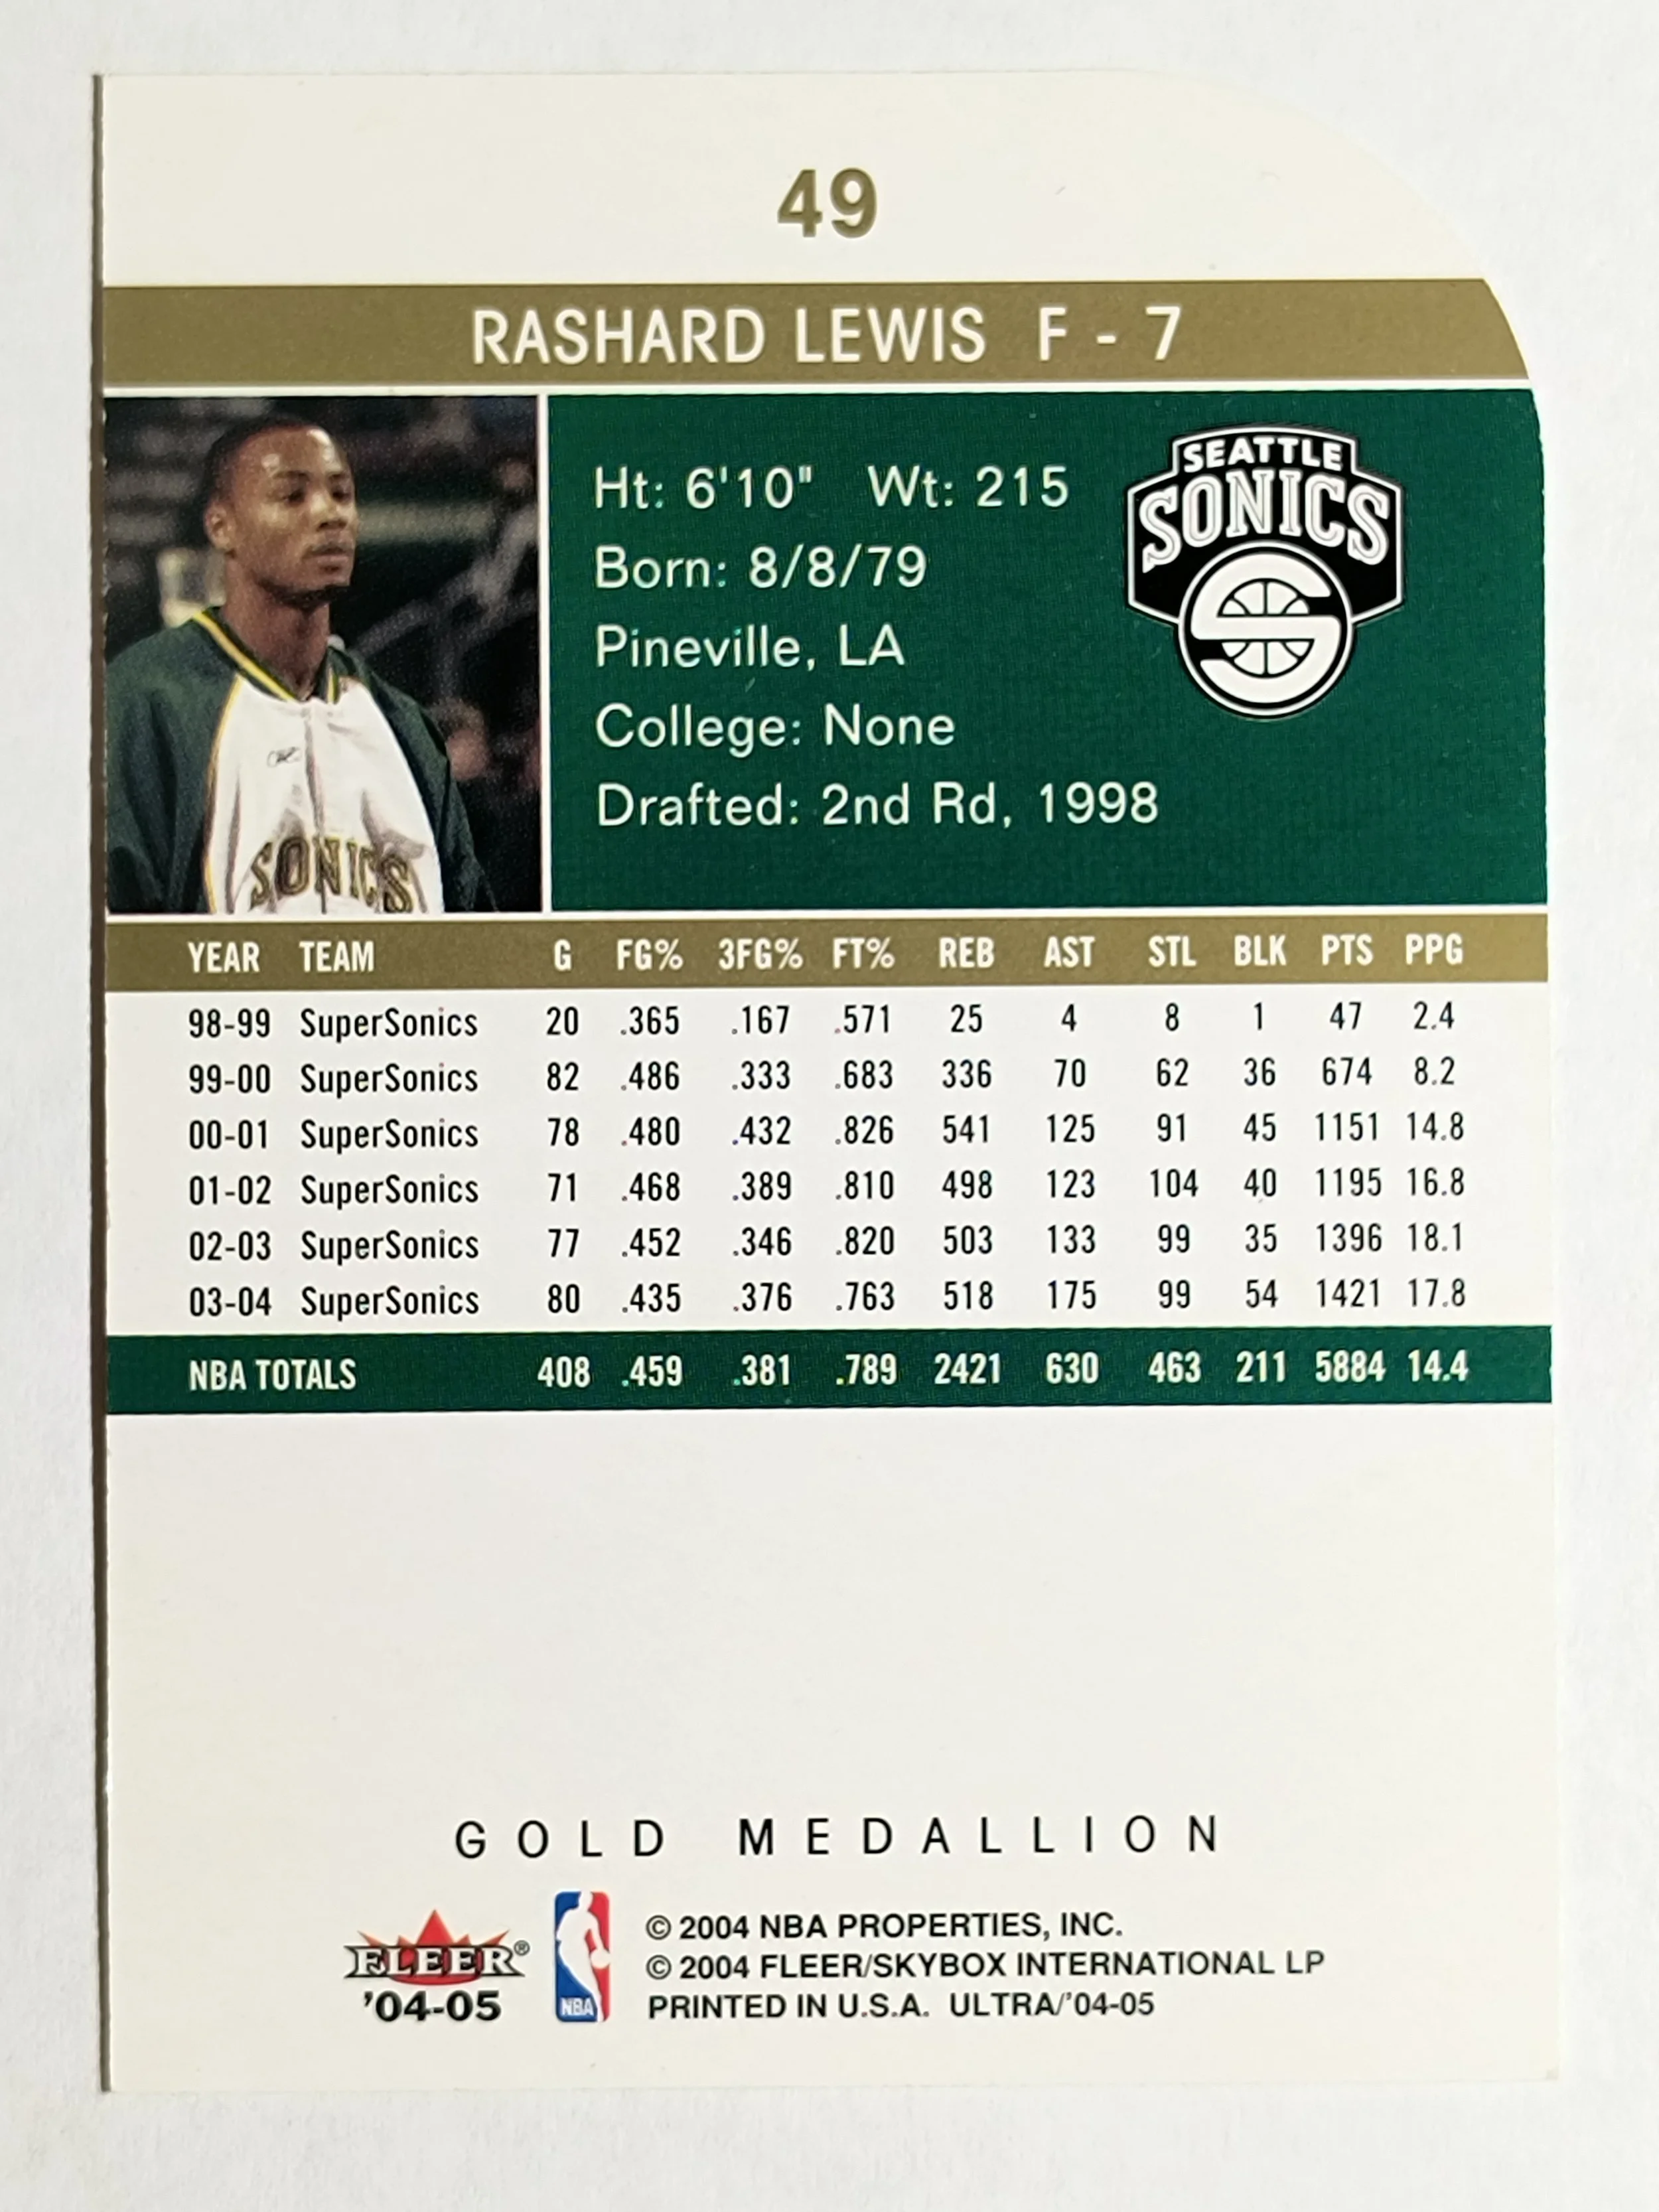 49
RASHARD LEWIS F - 7
Ht: 6'10" Wt: 215
Born: 8/8/79
Pineville, LA
College: None
Drafted: 2nd Rd, 1998
SEATTLE
SONICS
SONICS
YEAR TEAM G FG% 3FG% FT% REB AST STL BLK PTS PPG
98-99 SuperSonics 20 .365 .167 .571 25 4 8 1 47 2.4
99-00 SuperSonics 82 .486 .333 .683 336 70 62 36 674 8.2
00-01 SuperSonics 78 .480 .432 .826 541 125 91 45 1151 14.8
01-02 SuperSonics 71 .468 .389 .810 498 123 104 40 1195 16.8
02-03 SuperSonics 77 .452 .346 .820 503 133 99 35 1396 18.1
03-04 SuperSonics 80 .435 .376 .763 518 175 99 54 1421 17.8
NBA TOTALS 408 .459 .381 .789 2421 630 463 211 5884 14.4
GOLD MEDALLION
FLEER®
'04-05
NBA
© 2004 NBA PROPERTIES, INC.
© 2004 FLEER/SKYBOX INTERNATIONAL LP
PRINTED IN U.S.A. ULTRA/'04-05